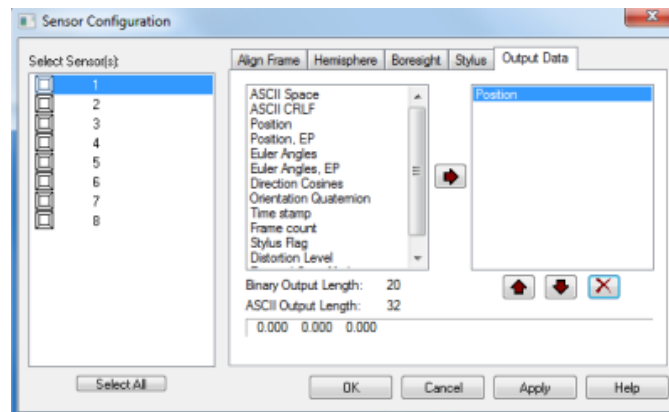 Sensor Configuration
Select Sensor(s):
1
2
3
4
5
6
7
8
Select All
Align Frame Hemisphere Boresight Stylus Output Data
ASCII Space
ASCII CRLF
Position
Position, EP
Euler Angles
Euler Angles, EP
Direction Cosines
Orientation Quaternion
Time stamp
Frame count
Stylus Flag
Distortion Level
Position
Binary Output Length: 20
ASCII Output Length: 32
0.000 0.000 0.000
OK Cancel Apply Help